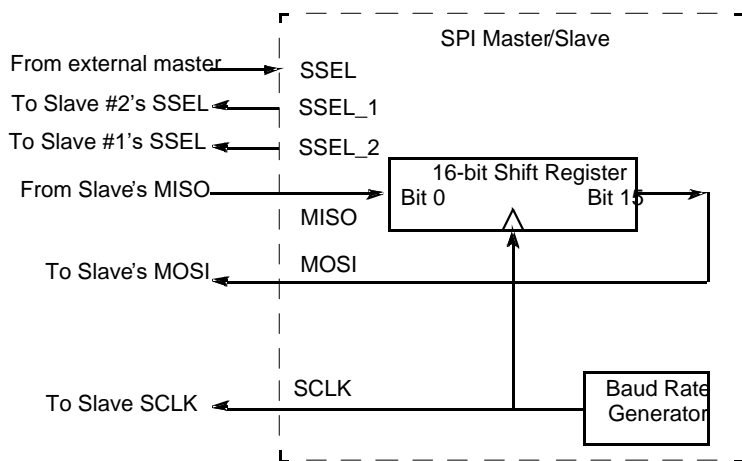 SPI Master/Slave
From external master
SSEL
To Slave #2's SSEL
SSEL_1
To Slave #1's SSEL
SSEL_2
16-bit Shift Register
From Slave's MISO
Bit 0
Bit 15
MISO
To Slave's MOSI
MOSI
To Slave SCLK
SCLK
Baud Rate
Generator